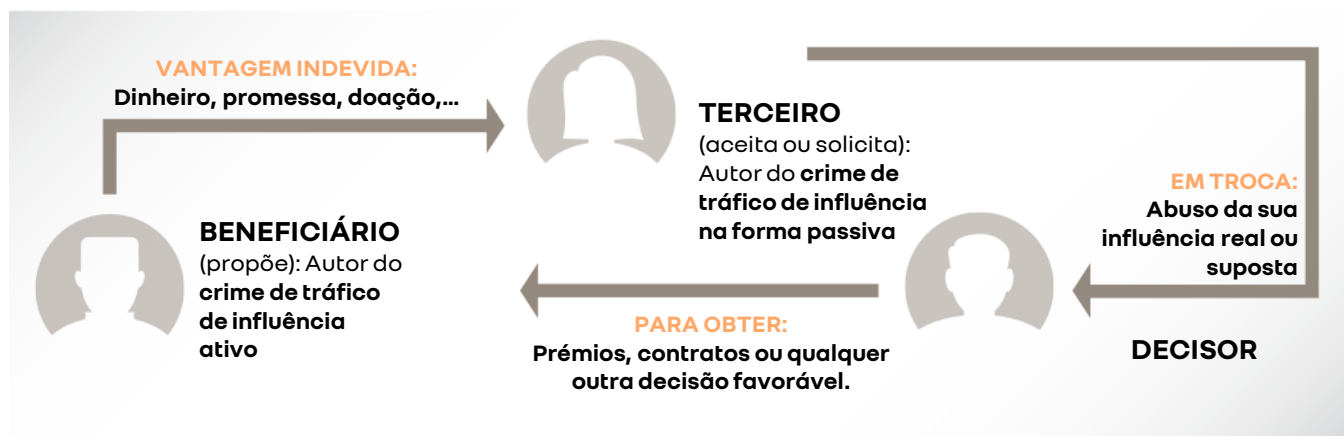 VANTAGEM INDEVIDA:
Dinheiro, promessa, doação,...
BENEFICIÁRIO
(propõe): Autor do
crime de tráfico
de influência
ativo
TERCEIRO
(aceita ou solicita):
Autor do crime de
tráfico de influência
na forma passiva
EM TROCA:
Abuso da sua
influência real ou
suposta
DECISOR
PARA OBTER:
Prémios, contratos ou qualquer
outra decisão favorável.